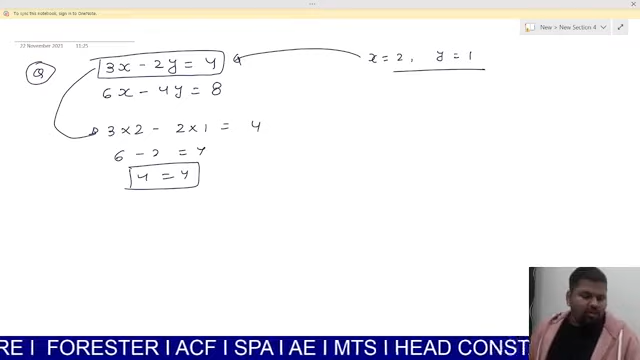 To sync this notebook, sign in to OneNote.
New > New Section 4
22 November 2021 11:25
Q 3x - 2y = 4 x = 2, y = 1
6x - 4y = 8
3 × 2 - 2 × 1 = 4
6 - 2 = 4
4 = 4
RE I FORESTER I ACF I SPA I AE I MTS I HEAD CONST